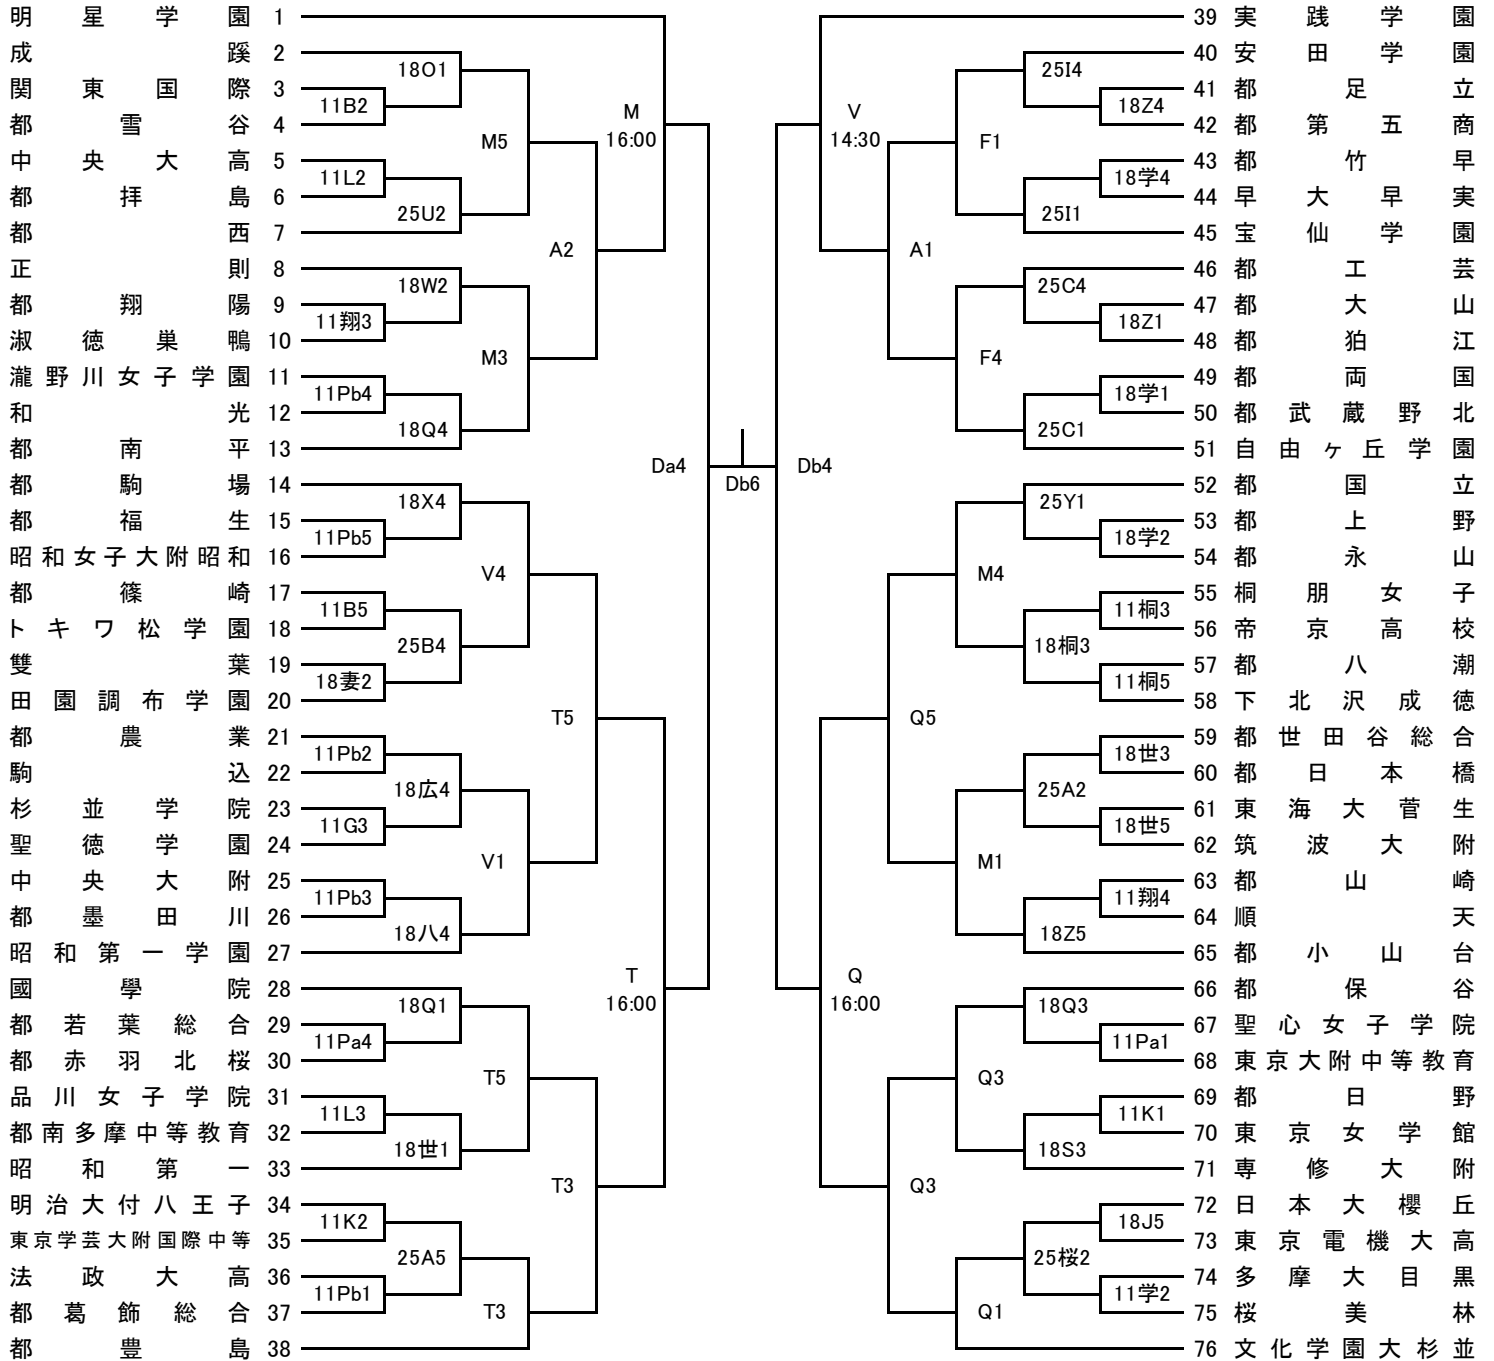 明星学園 1
成蹊 2
18O1
関東国際 3
11B2
都雪谷 4
M5
M
16:00
中央大高 5
11L2
都拝島 6
25U2
都西 7
A2
正則 8
18W2
都翔陽 9
11翔3
淑徳巣鴨 10
M3
瀧野川女子学園 11
11Pb4
和光 12
18Q4
都南平 13
Da4
都駒場 14
18X4
都福生 15
11Pb5
昭和女子大附昭和 16
V4
都篠崎 17
11B5
トキワ松学園 18
25B4
雙葉 19
18妻2
田園調布学園 20
T5
都農業 21
11Pb2
駒込 22
18広4
杉並学院 23
11G3
聖徳学園 24
V1
中央大附 25
11Pb3
都墨田川 26
18八4
昭和第一学園 27
T
16:00
國學院 28
18Q1
都若葉総合 29
11Pa4
都赤羽北桜 30
T5
品川女子学院 31
11L3
都南多摩中等教育 32
18世1
昭和第一 33
T3
明治大付八王子 34
11K2
東京学芸大附国際中等 35
25A5
法政大高 36
11Pb1
都葛飾総合 37
T3
都豊島 38
Db6
39 実践学園
40 安田学園
25I4
41 都足立
18Z4
42 都第五商
F1
V
14:30
43 都竹早
18学4
44 早大早実
25I1
45 宝仙学園
A1
46 都工芸
25C4
47 都大山
18Z1
48 都狛江
F4
49 都両国
18学1
50 都武蔵野北
25C1
51 自由ヶ丘学園
Db4
52 都国立
25Y1
53 都上野
18学2
54 都永山
M4
55 桐朋女子
11桐3
56 帝京高校
18桐3
57 都八潮
11桐5
58 下北沢成徳
Q5
59 都世田谷総合
18世3
60 都日本橋
25A2
61 東海大菅生
18世5
62 筑波大附
M1
63 都山崎
11翔4
64 順天
18Z5
65 都小山台
Q
16:00
66 都保谷
18Q3
67 聖心女子学院
11Pa1
68 東京大附中等教育
Q3
69 都日野
11K1
70 東京女学館
18S3
71 専修大附
Q3
72 日本大櫻丘
18J5
73 東京電機大高
25桜2
74 多摩大目黒
11学2
75 桜美林
Q1
76 文化学園大杉並